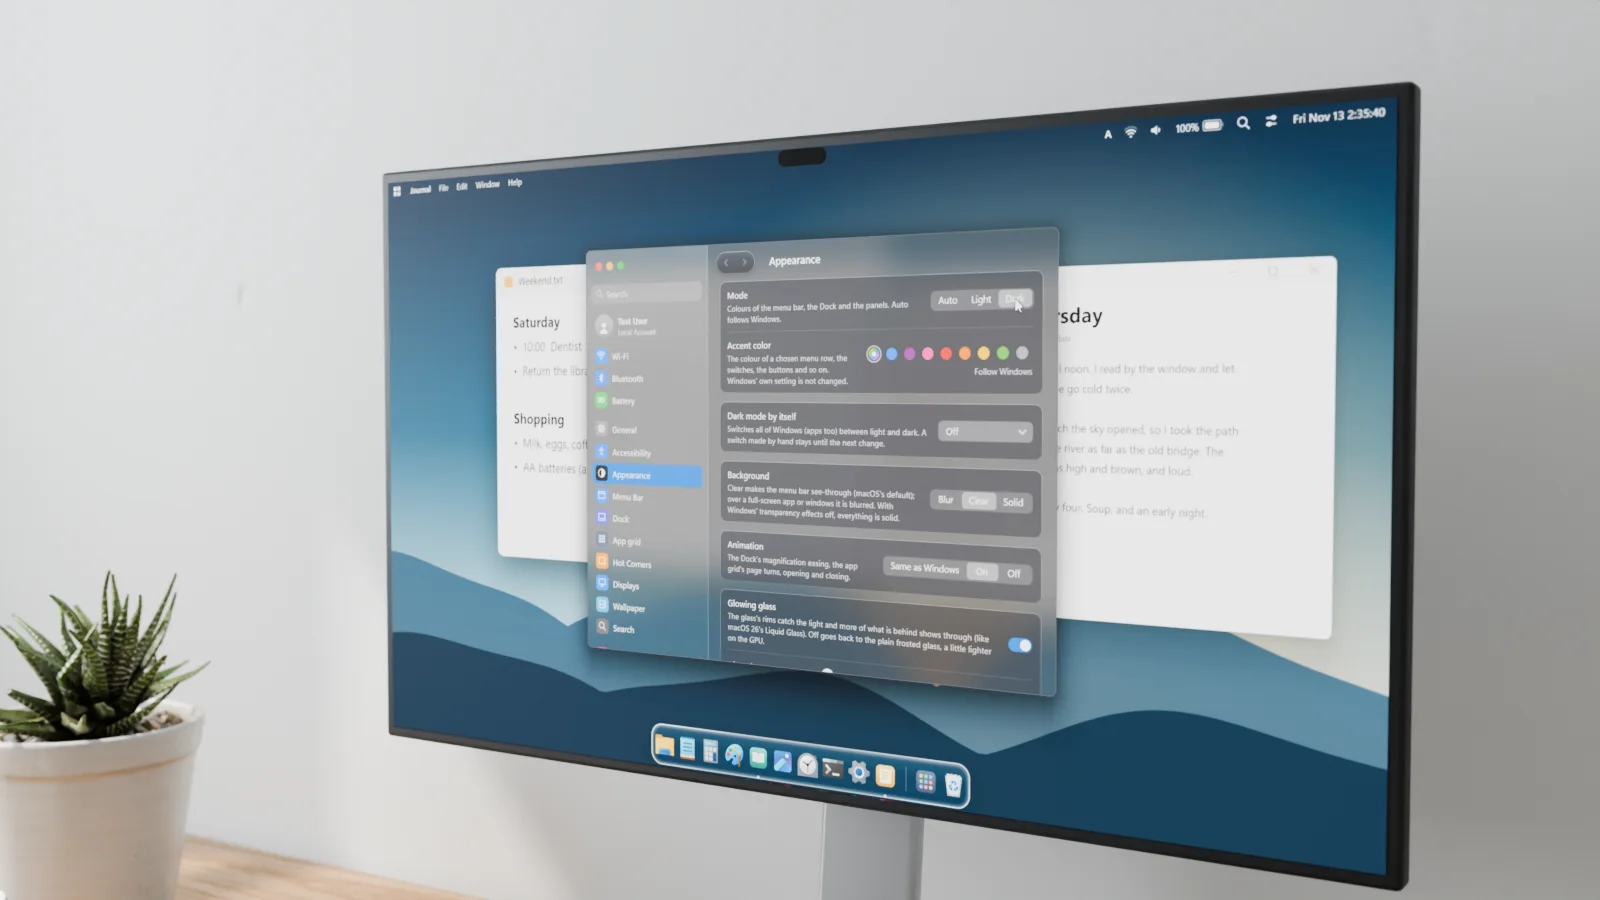 Journal File Edit Window Help
A 100% Fri Nov 13 2:35:40
Weekend.txt
Saturday
• 10:00 Dentist
• Return the libra
Shopping
• Milk, eggs, coff
• AA batteries (a
Search
Test User
Local Account
Wi-Fi
Bluetooth
Battery
General
Accessibility
Appearance
Menu Bar
Dock
App grid
Hot Corners
Displays
Wallpaper
Search
Appearance
Mode
Colours of the menu bar, the Dock and the panels. Auto
follows Windows.
Auto Light Dark
Accent color
The colour of a chosen menu row, the
switches, the buttons and so on.
Windows' own setting is not changed.
Follow Windows
Dark mode by itself
Switches all of Windows (apps too) between light and dark. A
switch made by hand stays until the next change.
Off
Background
Clear makes the menu bar see-through (macOS's default);
over a full-screen app or windows it is blurred. With
Windows' transparency effects off, everything is solid.
Blur Clear Solid
Animation
The Dock's magnification easing, the app
grid's page turns, opening and closing.
Same as Windows On Off
Glowing glass
The glass's rims catch the light and more of what is behind shows through (like
macOS 26's Liquid Glass). Off goes back to the plain frosted glass, a little lighter
on the GPU.
rsday
l noon. I read by the window and let
e go cold twice.
ch the sky opened, so I took the path
e river as far as the old bridge. The
s high and brown, and loud.
y four. Soup, and an early night.